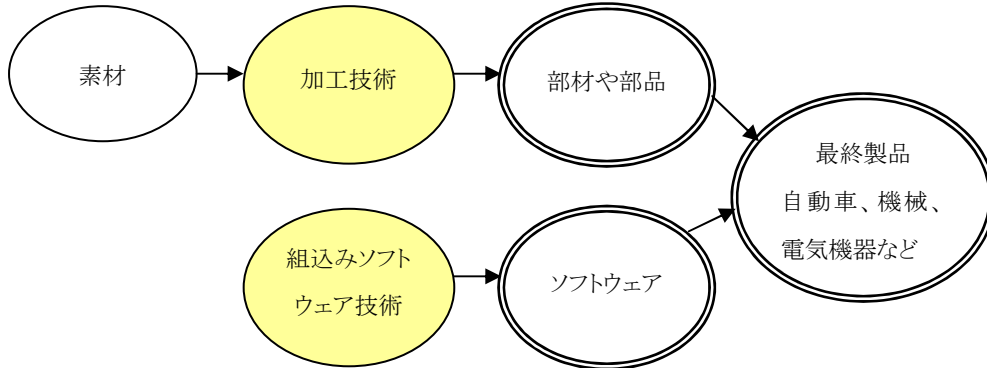 素材
加工技術
部材や部品
最終製品
自動車、機械、
電気機器など
組込みソフト
ウェア技術
ソフトウェア